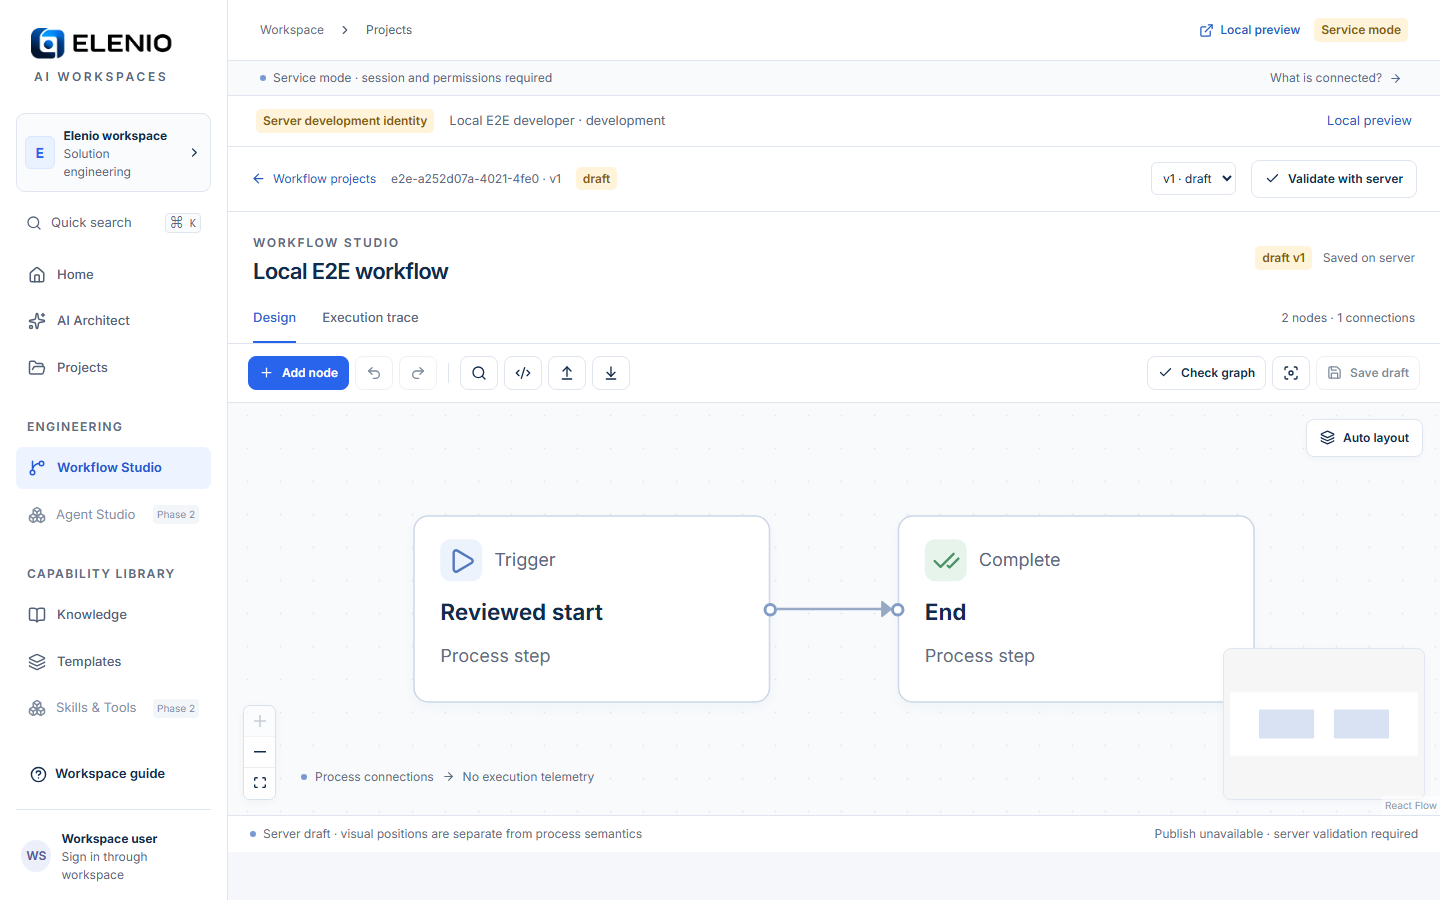 ELENIO
AI WORKSPACES
E
Elenio workspace
Solution
engineering
Quick search
⌘ K
Home
AI Architect
Projects
ENGINEERING
Workflow Studio
Agent Studio
Phase 2
CAPABILITY LIBRARY
Knowledge
Templates
Skills & Tools
Phase 2
Workspace guide
WS
Workspace user
Sign in through
workspace
Workspace
Projects
Local preview
Service mode
Service mode · session and permissions required
What is connected? →
Server development identity
Local E2E developer · development
Local preview
← Workflow projects
e2e-a252d07a-4021-4fe0 · v1
draft
v1 · draft
Validate with server
WORKFLOW STUDIO
Local E2E workflow
draft v1
Saved on server
Design
Execution trace
2 nodes · 1 connections
Add node
Check graph
Save draft
Auto layout
Trigger
Reviewed start
Process step
Complete
End
Process step
Process connections → No execution telemetry
React Flow
Server draft · visual positions are separate from process semantics
Publish unavailable · server validation required